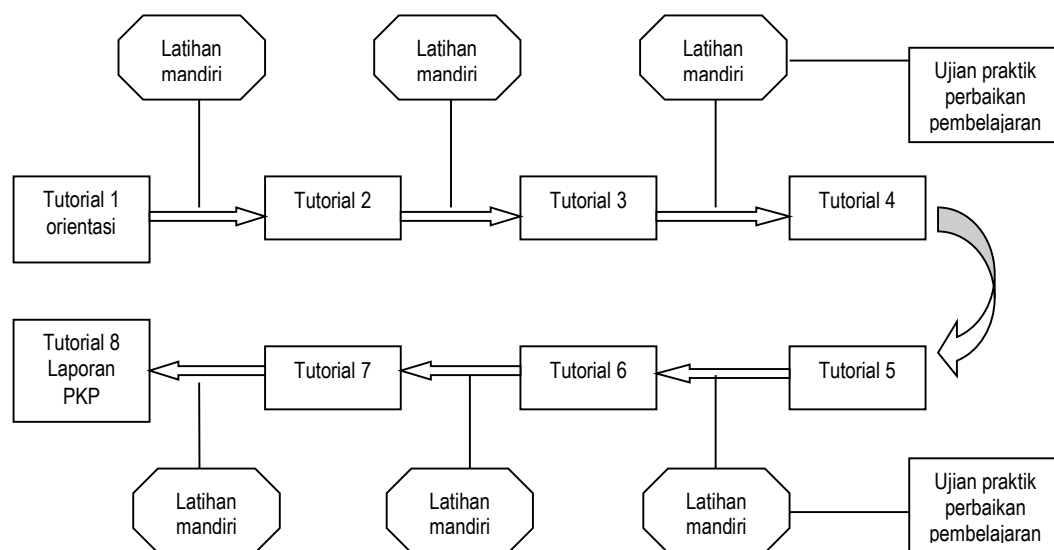 Latihan
mandiri
Latihan
mandiri
Latihan
mandiri
Ujian praktik
perbaikan
pembelajaran
Tutorial 1
orientasi
Tutorial 2
Tutorial 3
Tutorial 4
Tutorial 8
Laporan
PKP
Tutorial 7
Tutorial 6
Tutorial 5
Latihan
mandiri
Latihan
mandiri
Latihan
mandiri
Ujian praktik
perbaikan
pembelajaran